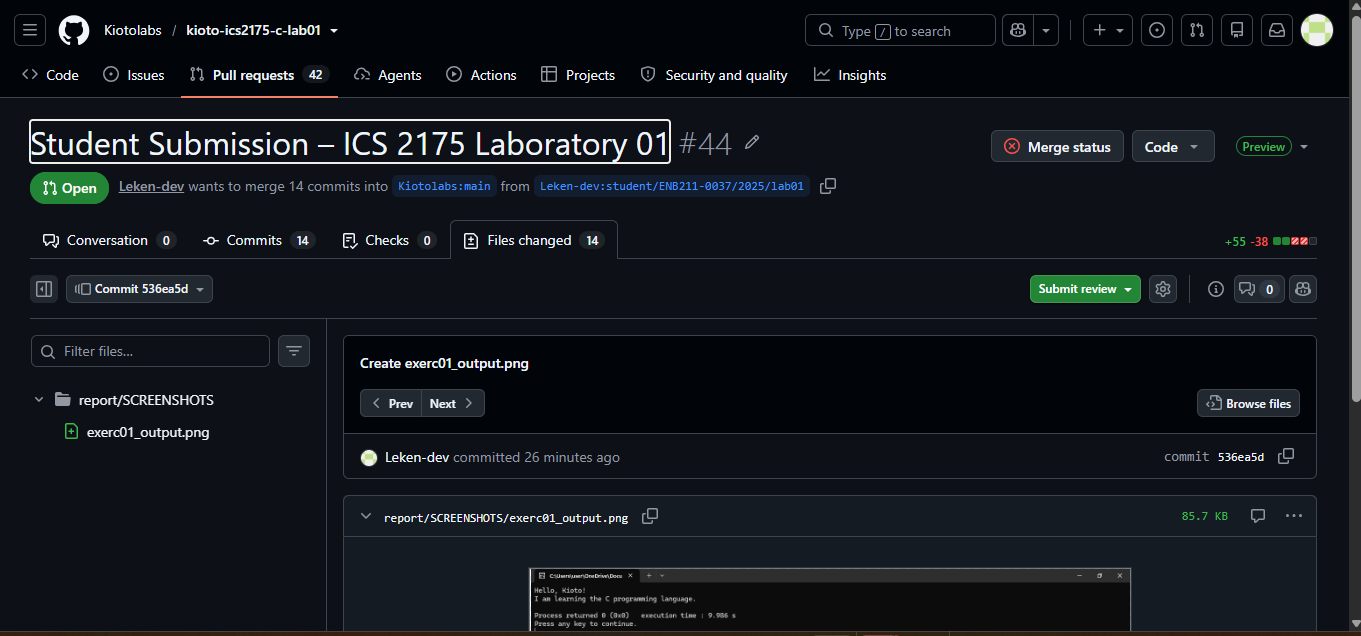 Kiotolabs / kioto-ics2175-c-lab01
Type / to search
Code
Issues
Pull requests 42
Agents
Actions
Projects
Security and quality
Insights
Student Submission – ICS 2175 Laboratory 01 #44
Merge status
Code
Preview
Open
Leken-dev wants to merge 14 commits into Kiotolabs:main from Leken-dev:student/ENB211-0037/2025/lab01
Conversation 0
Commits 14
Checks 0
Files changed 14
+55 -38
Commit 536ea5d
Submit review
0
Filter files...
report/SCREENSHOTS
exerc01_output.png
Create exerc01_output.png
Prev
Next
Browse files
Leken-dev committed 26 minutes ago
commit 536ea5d
report/SCREENSHOTS/exerc01_output.png
85.7 KB
C:\Users\user\OneDrive\Docs
Hello, Kioto!
I am learning the C programming language.
Process returned 0 (0x0)   execution time : 9.986 s
Press any key to continue.